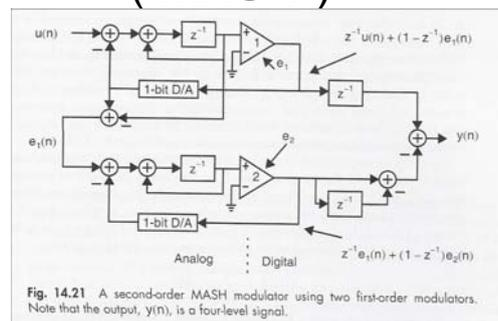 u(n)
z⁻¹
1
z⁻¹u(n) + (1 – z⁻¹)e₁(n)
e₁
1-bit D/A
z⁻¹
e₁(n)
y(n)
e₂
z⁻¹
2
z⁻¹
1-bit D/A
Analog
Digital
z⁻¹e₁(n) + (1 – z⁻¹)e₂(n)
Fig. 14.21 A second-order MASH modulator using two first-order modulators.
Note that the output, y(n), is a four-level signal.